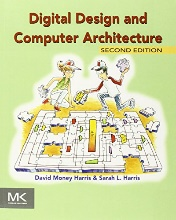 Digital Design and
Computer Architecture
SECOND EDITION
David Money Harris & Sarah L. Harris
MK